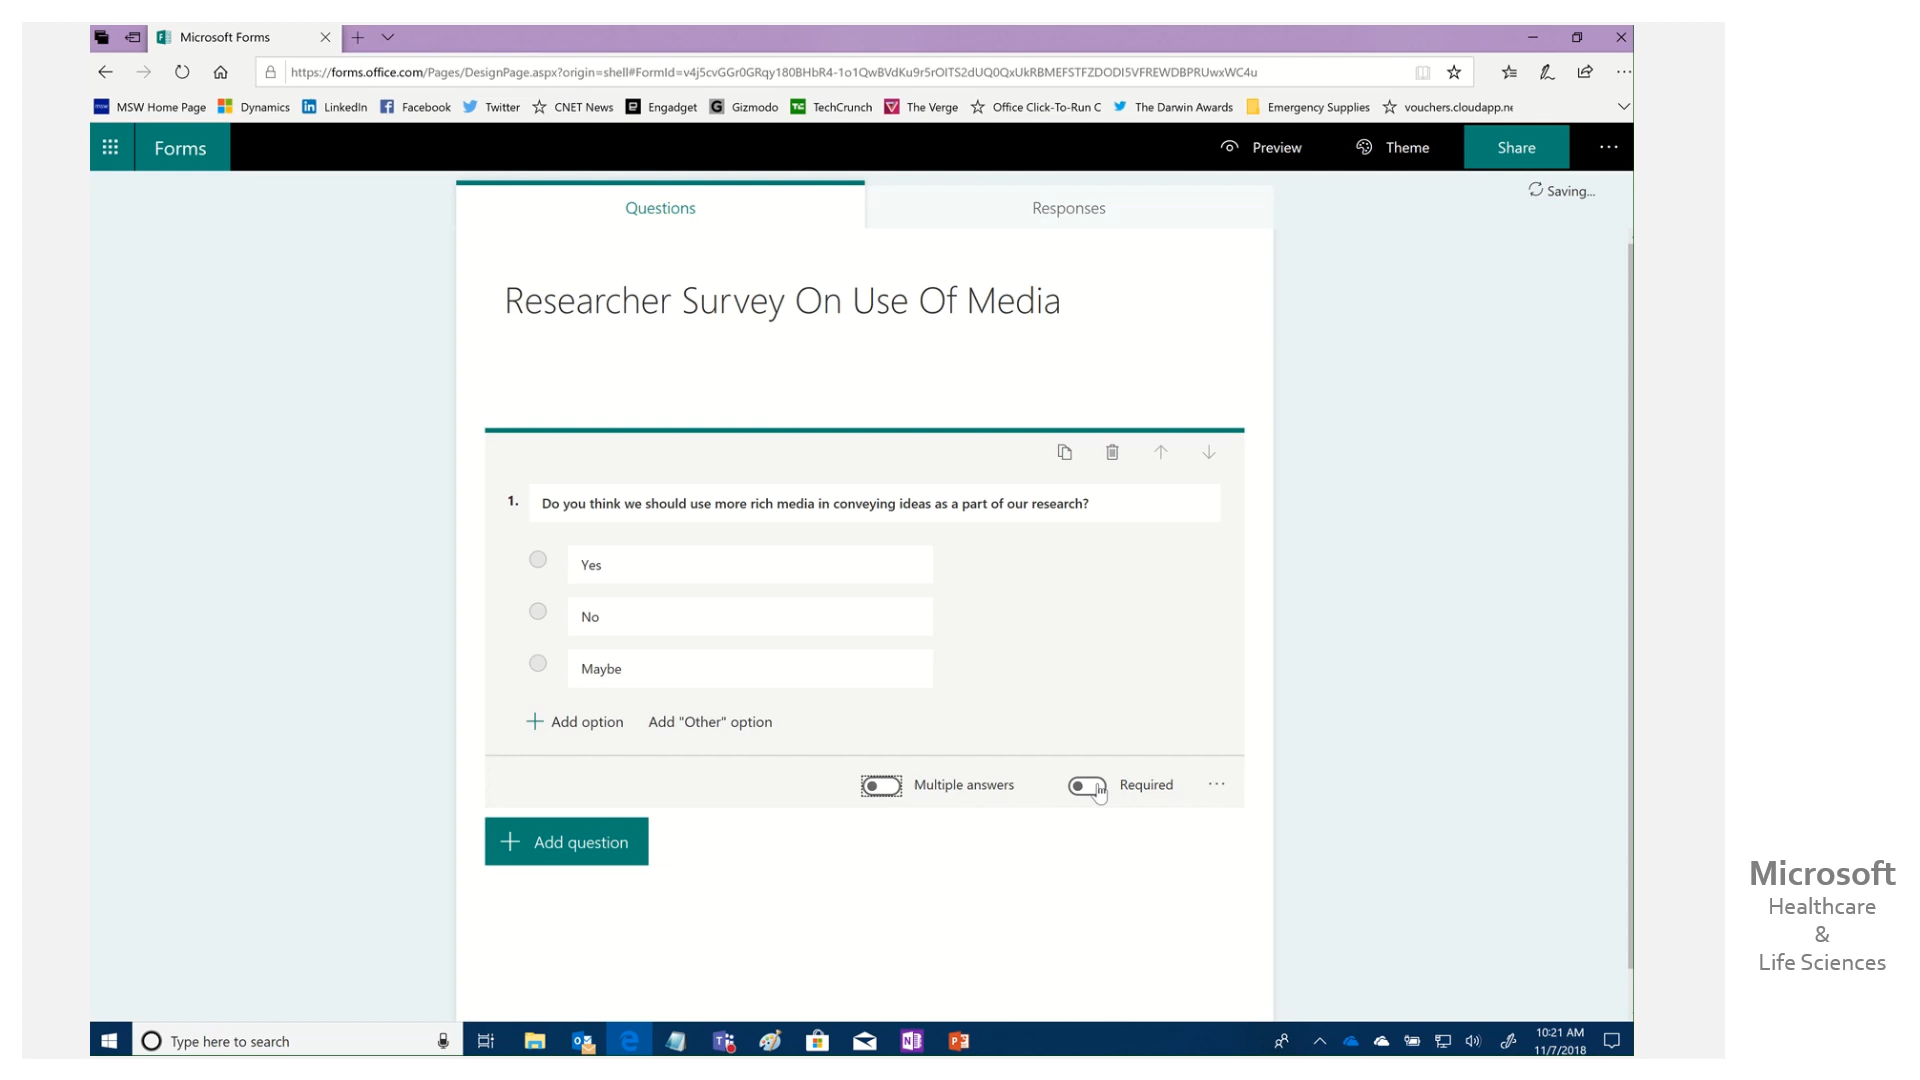 Microsoft Forms
https://forms.office.com/Pages/DesignPage.aspx?origin=shell#FormId=v4j5cvGGr0GRqy180BHbR4-1o1QwBVdKu9r5rOlTS2dUQ0QxUkRBMEFSTFZDODI5VFREWDBPRUwxWC4u
MSW Home Page Dynamics LinkedIn Facebook Twitter CNET News Engadget Gizmodo TechCrunch The Verge Office Click-To-Run C The Darwin Awards Emergency Supplies vouchers.cloudapp.ne
Forms Preview Theme Share
Saving...
Questions Responses
Researcher Survey On Use Of Media
1. Do you think we should use more rich media in conveying ideas as a part of our research?
Yes
No
Maybe
Add option Add "Other" option
Multiple answers Required
Add question
Microsoft
Healthcare
&
Life Sciences
Type here to search
10:21 AM
11/7/2018